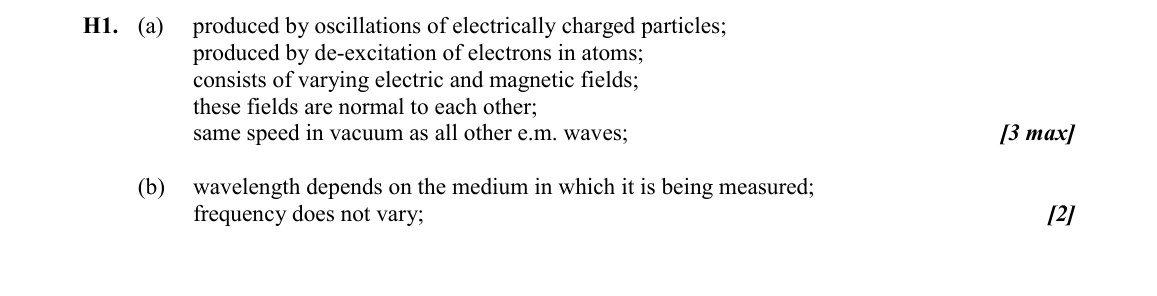 H1. (a) produced by oscillations of electrically charged particles;
produced by de-excitation of electrons in atoms;
consists of varying electric and magnetic fields;
these fields are normal to each other;
same speed in vacuum as all other e.m. waves; [3 max]
(b) wavelength depends on the medium in which it is being measured;
frequency does not vary; [2]